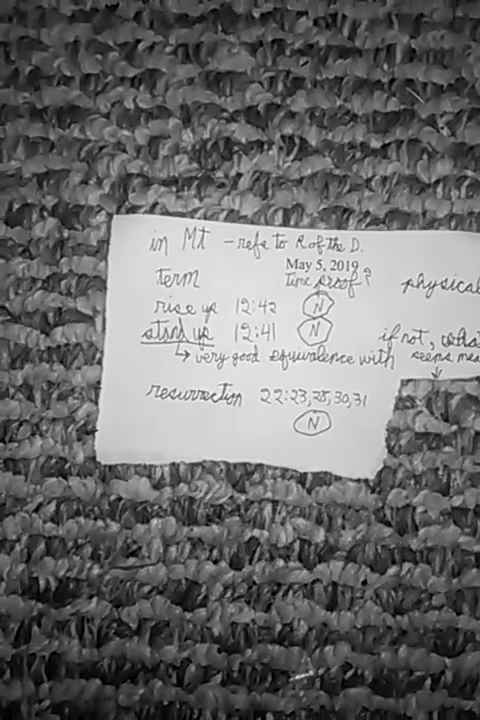 in Mt - refs to R of the D.
May 5, 2019
term time proof? physical
rise up 12:42 N
stand up 12:41 N if not, what
↳ very good equivalence with seems mea
↓
resurrection 22:23,28,30,31
N